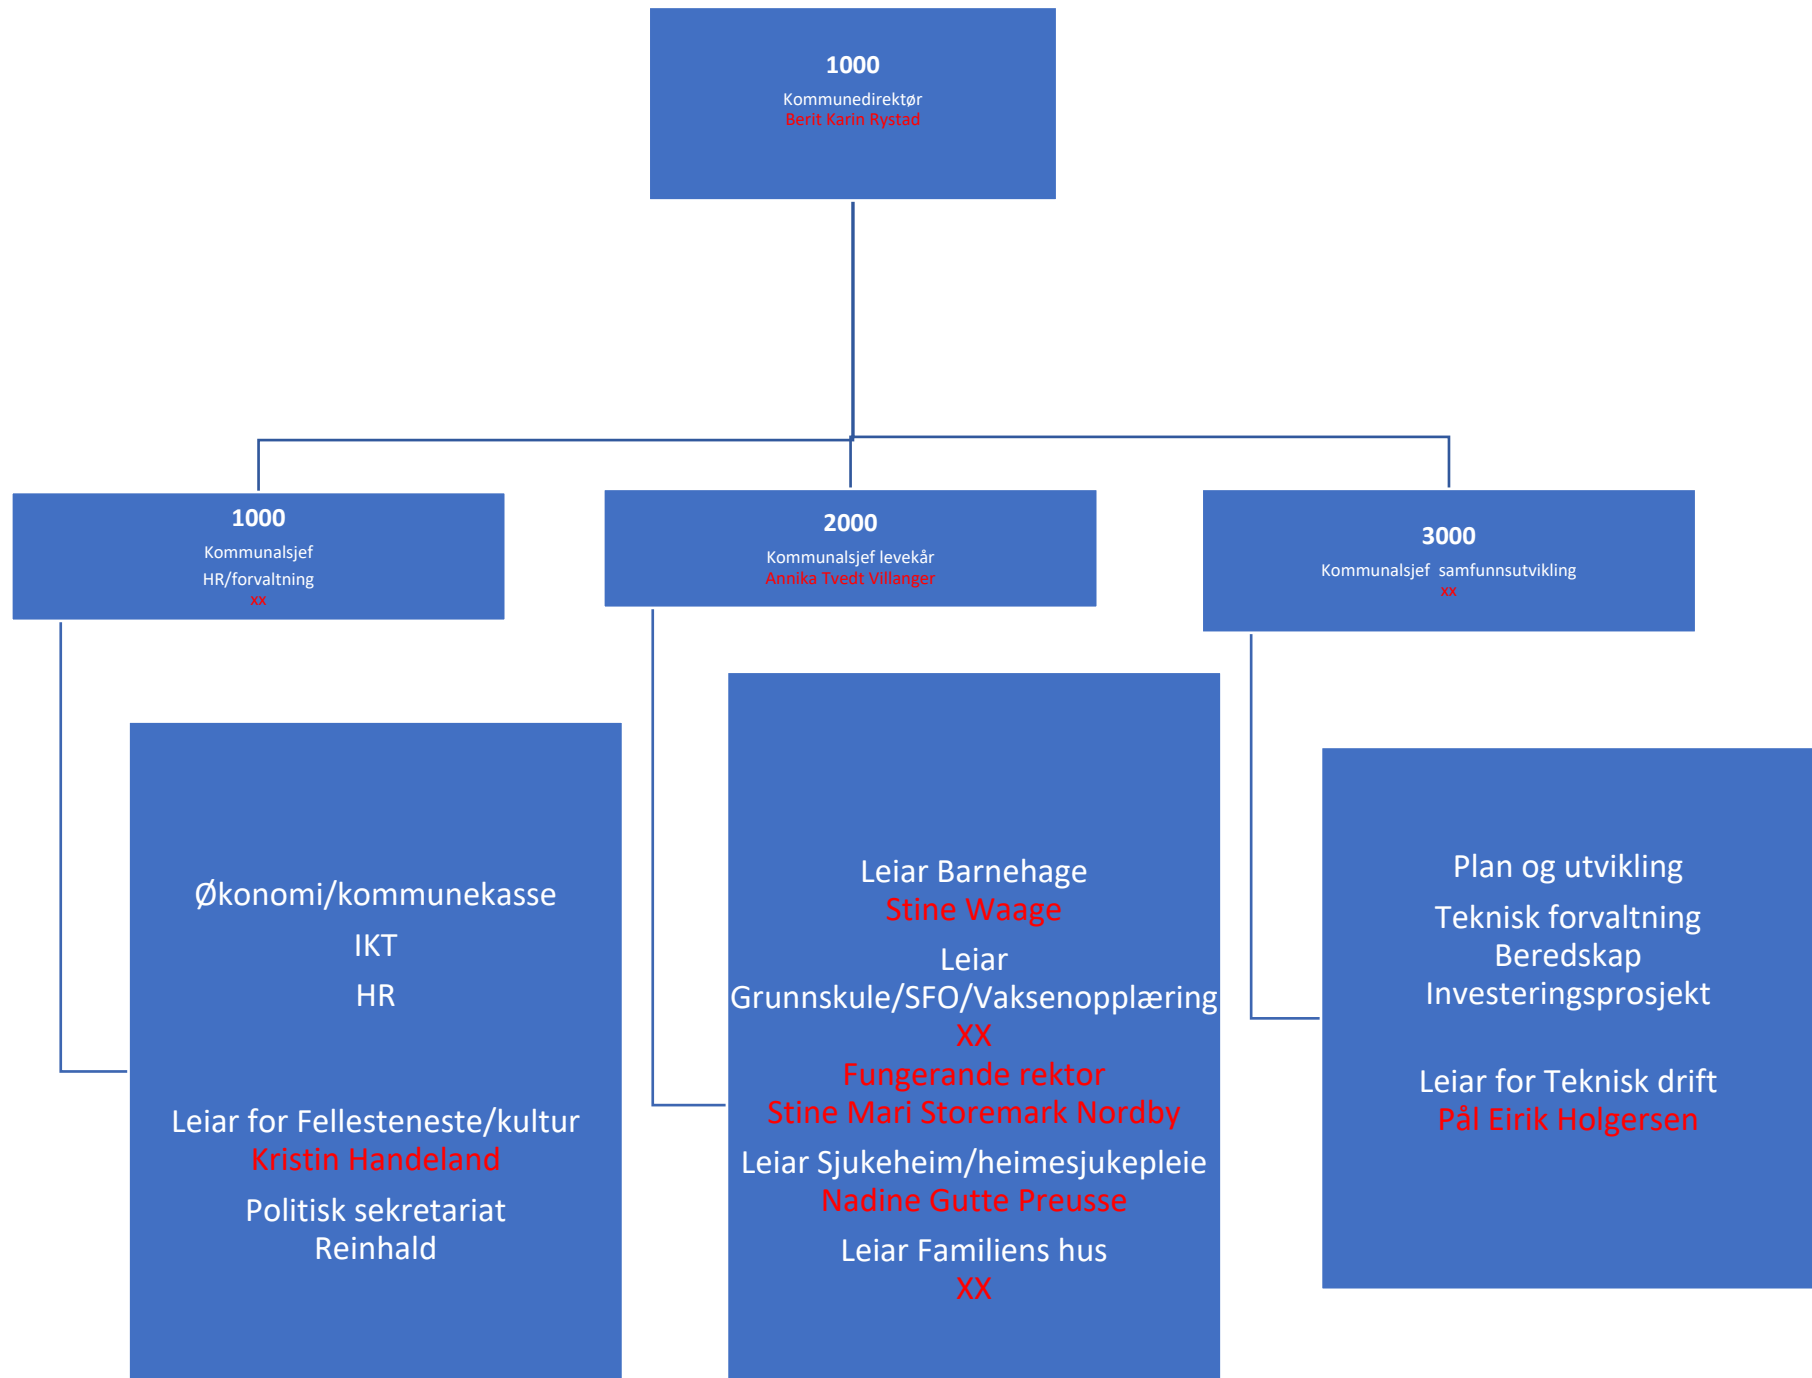 1000
Kommunedirektør
Berit Karin Rystad
1000
Kommunalsjef
HR/forvaltning
xx
2000
Kommunalsjef levekår
Annika Tvedt Villanger
3000
Kommunalsjef  samfunnsutvikling
xx
Økonomi/kommunekasse
IKT
HR
Leiar for Fellesteneste/kultur
Kristin Handeland
Politisk sekretariat
Reinhald
Leiar Barnehage
Stine Waage
Leiar
Grunnskule/SFO/Vaksenopplæring
XX
Fungerande rektor
Stine Mari Storemark Nordby
Leiar Sjukeheim/heimesjukepleie
Nadine Gutte Preusse
Leiar Familiens hus
XX
Plan og utvikling
Teknisk forvaltning
Beredskap
Investeringsprosjekt
Leiar for Teknisk drift
Pål Eirik Holgersen